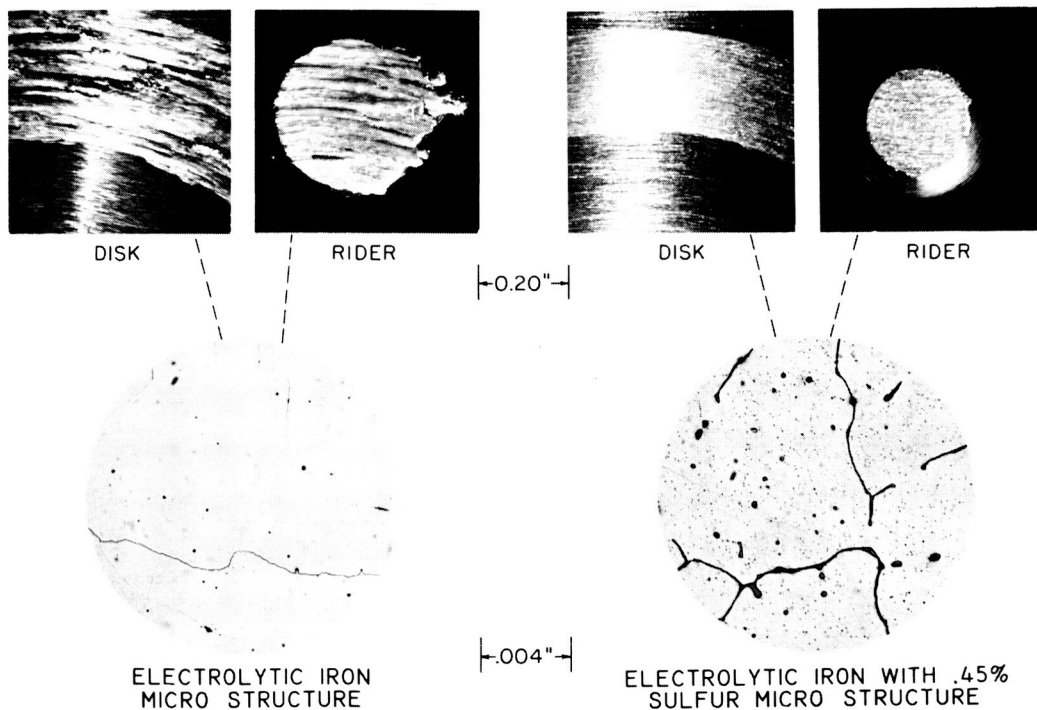 DISK
RIDER
DISK
RIDER
0.20"
.004"
ELECTROLYTIC IRON
MICRO STRUCTURE
ELECTROLYTIC IRON WITH .45%
SULFUR MICRO STRUCTURE